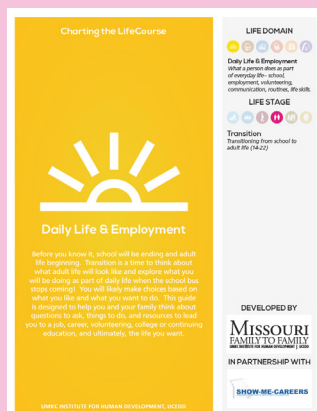 Charting the LifeCourse
Daily Life & Employment
Before you know it, school will be ending and adult
life beginning. Transition is a time to think about
what adult life will look like and explore what you
will be doing as part of daily life when the school bus
stops coming! You will likely make choices based on
what you like and what you want to do. This guide
is designed to help you and your family think about
questions to ask, things to do, and resources to lead
you to a job, career, volunteering, college or continuing
education, and ultimately, the life you want.
UMKC INSTITUTE FOR HUMAN DEVELOPMENT, UCEDD
LIFE DOMAIN
Daily Life & Employment
What a person does as part
of everyday life- school,
employment, volunteering,
communication, routines, life skills.
LIFE STAGE
Transition
Transitioning from school to
adult life (14-22)
DEVELOPED BY
MISSOURI
FAMILY TO FAMILY
UMKC INSTITUTE FOR HUMAN DEVELOPMENT | UCEDD
IN PARTNERSHIP WITH
SHOW-ME-CAREERS